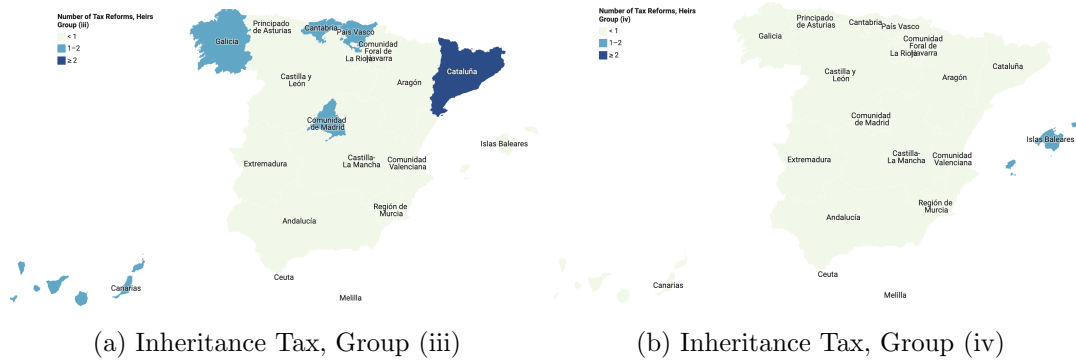 Number of Tax Reforms, Heirs
Group (iii)
< 1
1–2
≥ 2
Galicia
Principado
de Asturias
Cantabria
País Vasco
Comunidad
Foral de
Navarra
La Rioja
Cataluña
Castilla y
León
Aragón
Comunidad
de Madrid
Islas Baleares
Extremadura
Castilla-
La Mancha
Comunidad
Valenciana
Región de
Murcia
Andalucía
Ceuta
Canarias
Melilla
(a) Inheritance Tax, Group (iii)
Number of Tax Reforms, Heirs
Group (iv)
< 1
1–2
≥ 2
Galicia
Principado
de Asturias
Cantabria
País Vasco
Comunidad
Foral de
Navarra
La Rioja
Cataluña
Castilla y
León
Aragón
Comunidad
de Madrid
Islas Baleares
Extremadura
Castilla-
La Mancha
Comunidad
Valenciana
Región de
Murcia
Andalucía
Ceuta
Canarias
Melilla
(b) Inheritance Tax, Group (iv)